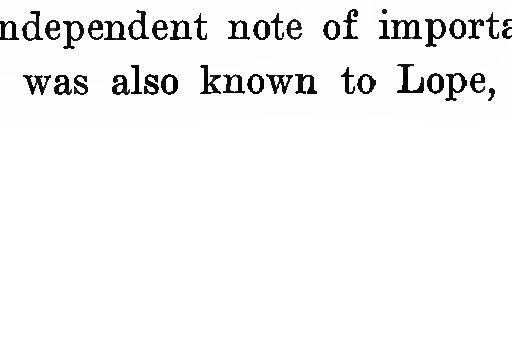 ndependent note of importa
was also known to Lope,